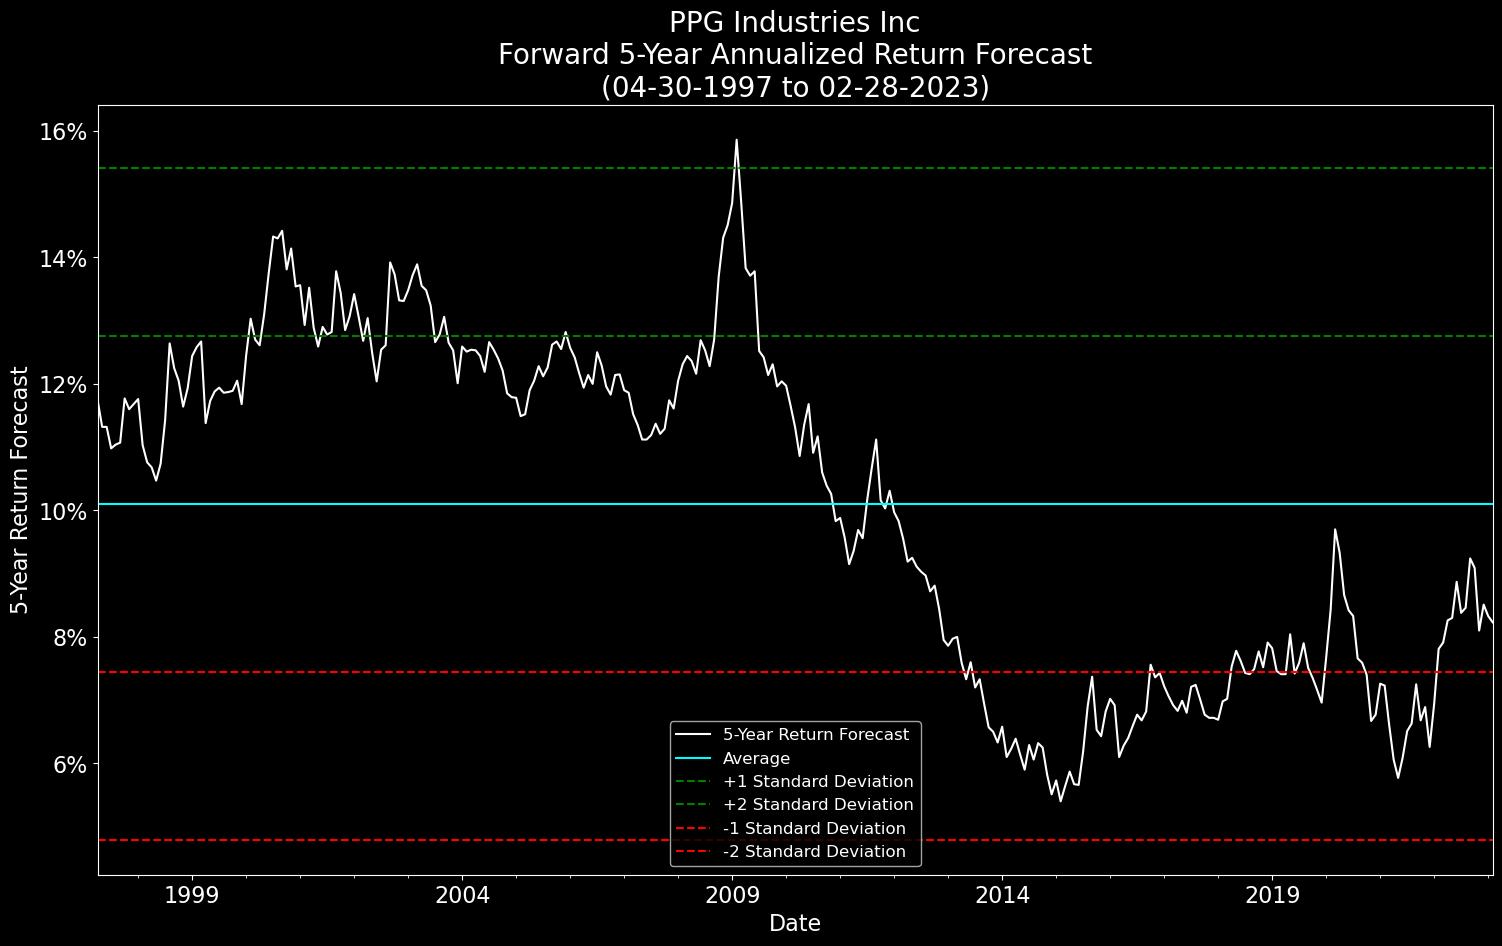 PPG Industries Inc
Forward 5-Year Annualized Return Forecast
(04-30-1997 to 02-28-2023)
16%
14%
12%
10%
8%
6%
5-Year Return Forecast
5-Year Return Forecast
Average
+1 Standard Deviation
+2 Standard Deviation
-1 Standard Deviation
-2 Standard Deviation
1999 2004 2009 2014 2019
Date